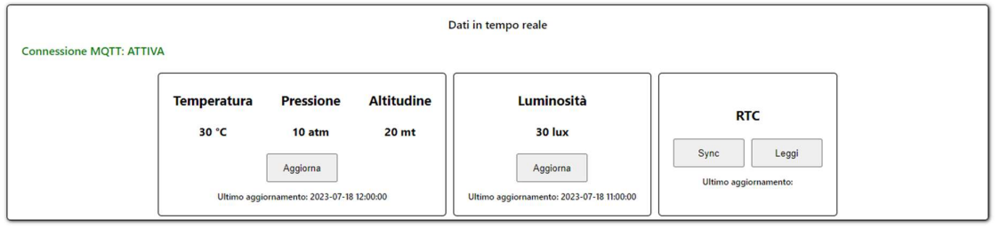 Dati in tempo reale
Connessione MQTT: ATTIVA
Temperatura Pressione Altitudine
30 °C 10 atm 20 mt
Aggiorna
Ultimo aggiornamento: 2023-07-18 12:00:00
Luminosità
30 lux
Aggiorna
Ultimo aggiornamento: 2023-07-18 11:00:00
RTC
Sync Leggi
Ultimo aggiornamento: